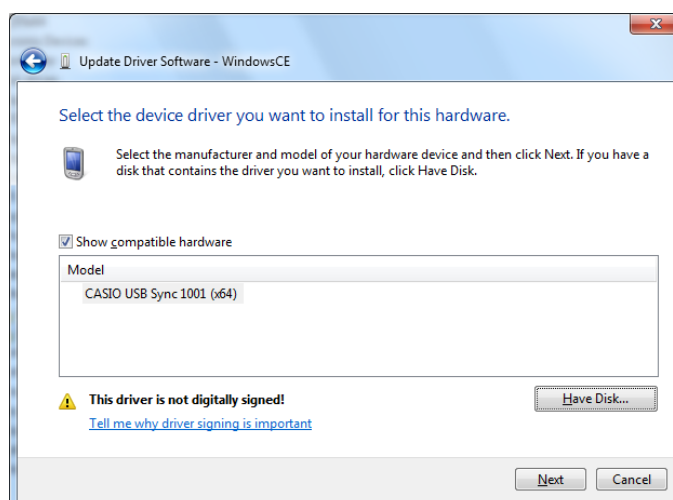 Update Driver Software - WindowsCE
Select the device driver you want to install for this hardware.
Select the manufacturer and model of your hardware device and then click Next. If you have a
disk that contains the driver you want to install, click Have Disk.
Show compatible hardware
Model
CASIO USB Sync 1001 (x64)
This driver is not digitally signed!
Have Disk...
Tell me why driver signing is important
Next
Cancel